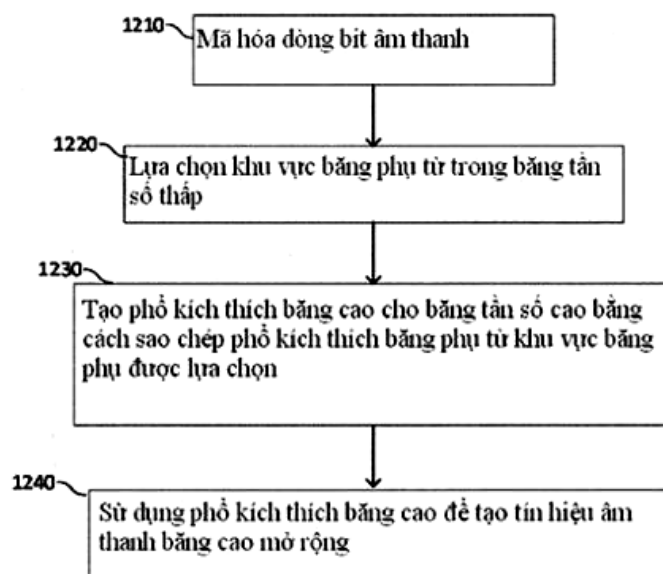 1210
Mã hóa dòng bit âm thanh
1220
Lựa chọn khu vực băng phụ từ trong băng tần
số thấp
1230
Tạo phổ kích thích băng cao cho băng tần số cao bằng
cách sao chép phổ kích thích băng phụ từ khu vực băng
phụ được lựa chọn
1240
Sử dụng phổ kích thích băng cao để tạo tín hiệu âm
thanh băng cao mở rộng